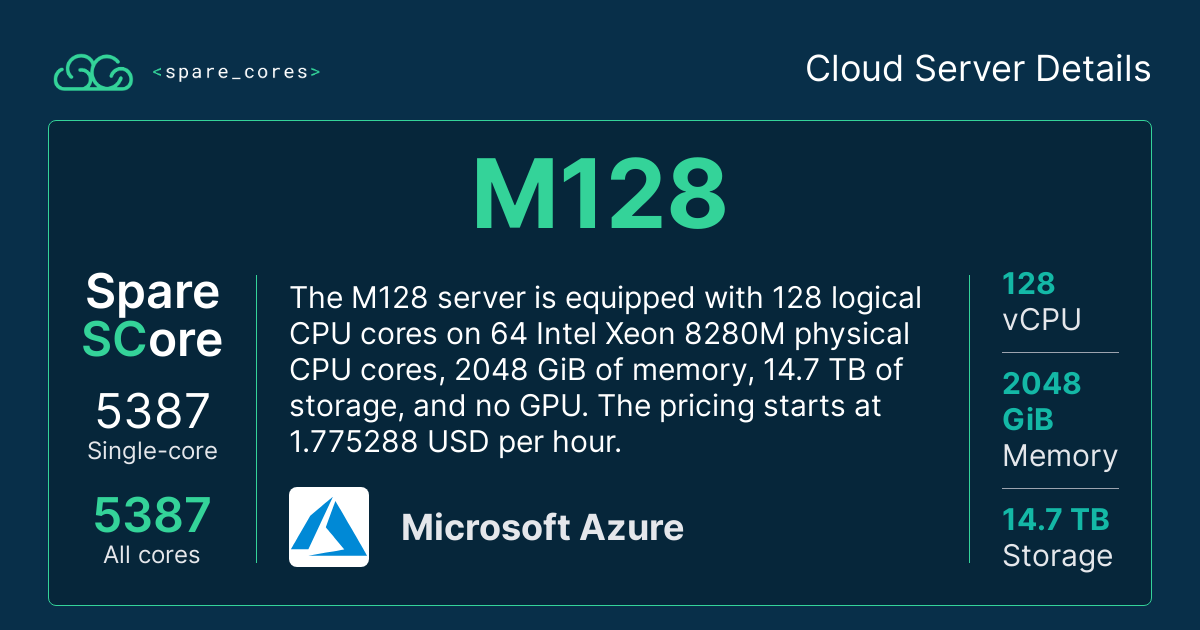 <spare_cores>
Cloud Server Details
M128
Spare
SCore
5387
Single-core
5387
All cores
The M128 server is equipped with 128 logical
CPU cores on 64 Intel Xeon 8280M physical
CPU cores, 2048 GiB of memory, 14.7 TB of
storage, and no GPU. The pricing starts at
1.775288 USD per hour.
Microsoft Azure
128
vCPU
2048
GiB
Memory
14.7 TB
Storage